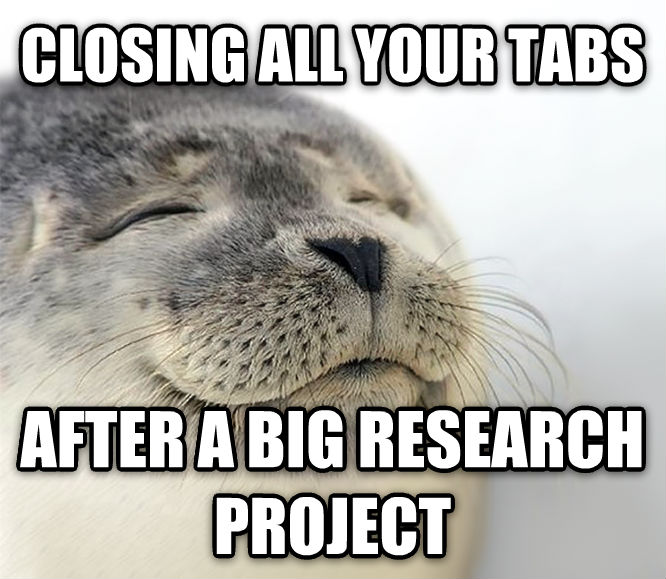 CLOSING ALL YOUR TABS
AFTER A BIG RESEARCH
PROJECT